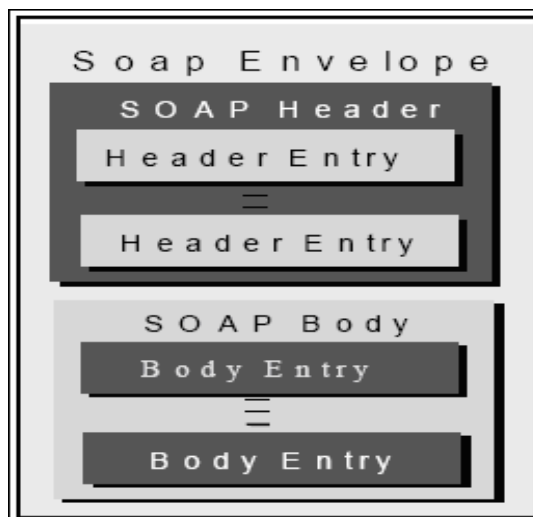 Soap Envelope
SOAP Header
Header Entry
Header Entry
SOAP Body
Body Entry
Body Entry